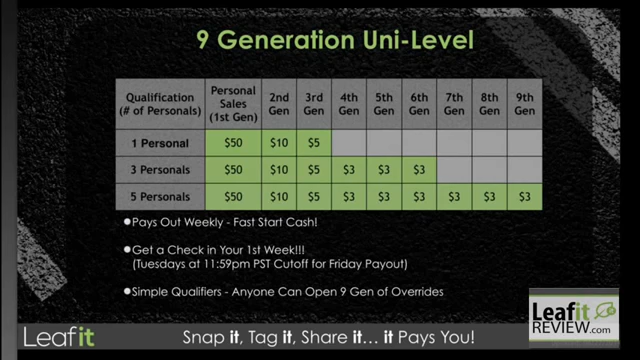 9 Generation Uni-Level
Qualification (# of Personals) Personal Sales (1st Gen) 2nd Gen 3rd Gen 4th Gen 5th Gen 6th Gen 7th Gen 8th Gen 9th Gen
1 Personal $50 $10 $5
3 Personals $50 $10 $5 $3 $3 $3
5 Personals $50 $10 $5 $3 $3 $3 $3 $3 $3
●Pays Out Weekly - Fast Start Cash!
●Get a Check in Your 1st Week!!!
(Tuesdays at 11:59pm PST Cutoff for Friday Payout)
●Simple Qualifiers - Anyone Can Open 9 Gen of Overrides
Leafit
REVIEW.com
Leafit Snap it, Tag it, Share it... it Pays You!